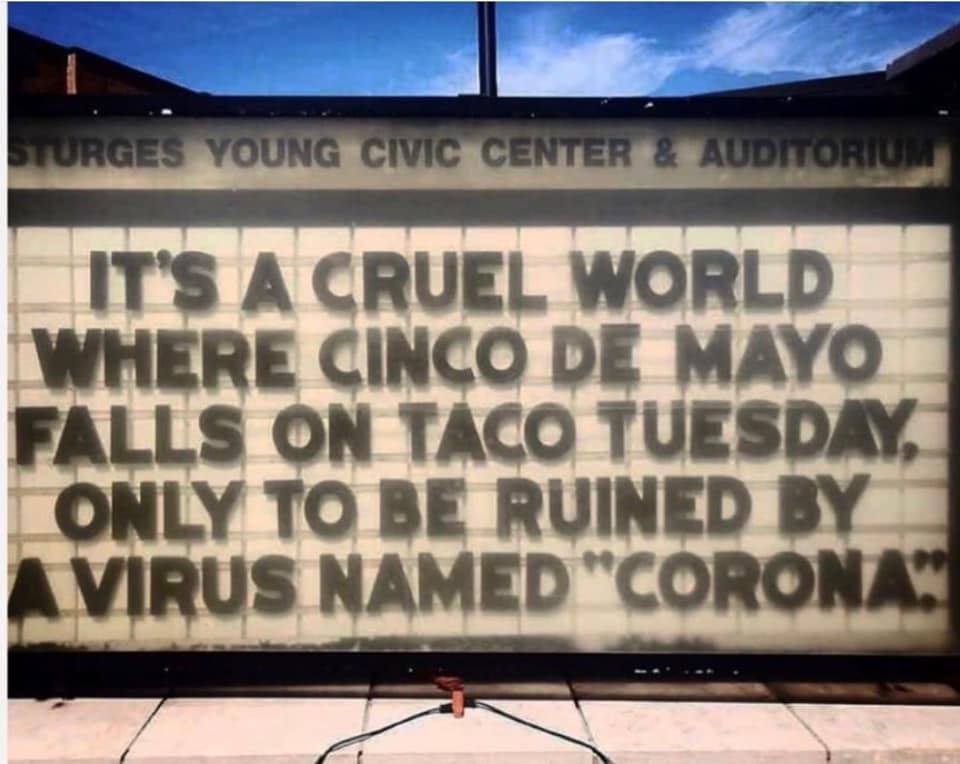 STURGES YOUNG CIVIC CENTER & AUDITORIUM
IT'S A CRUEL WORLD
WHERE CINCO DE MAYO
FALLS ON TACO TUESDAY,
ONLY TO BE RUINED BY
A VIRUS NAMED "CORONA".